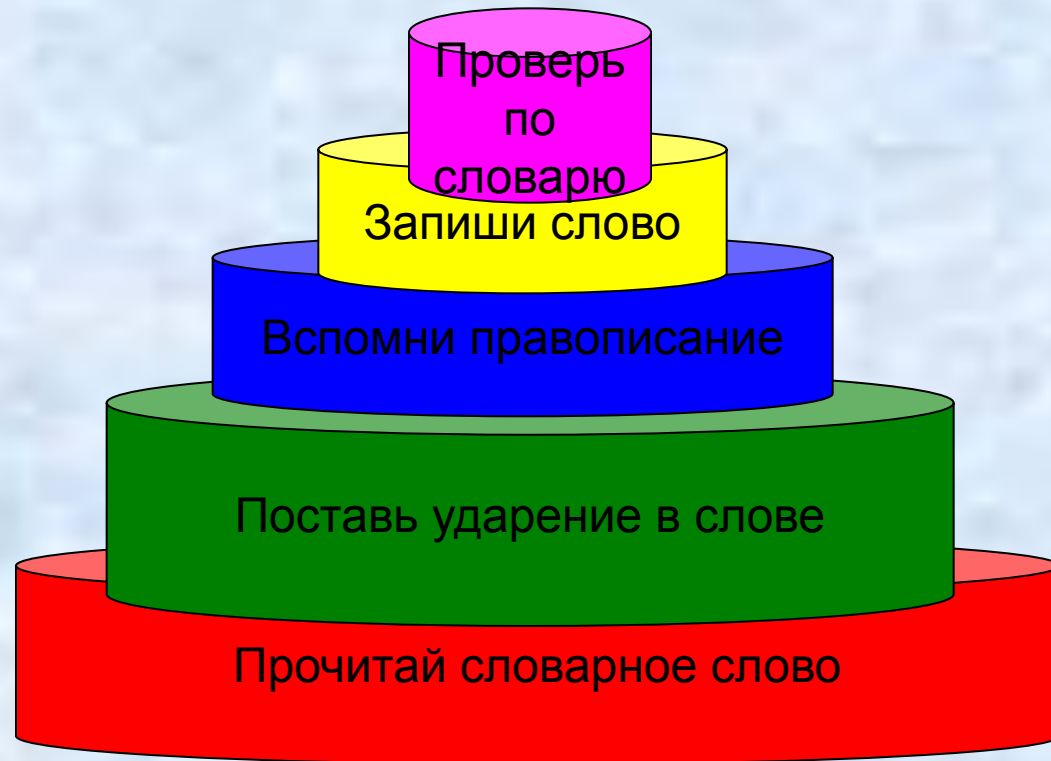 Проверь
по
словарю
Запиши слово
Вспомни правописание
Поставь ударение в слове
Прочитай словарное слово